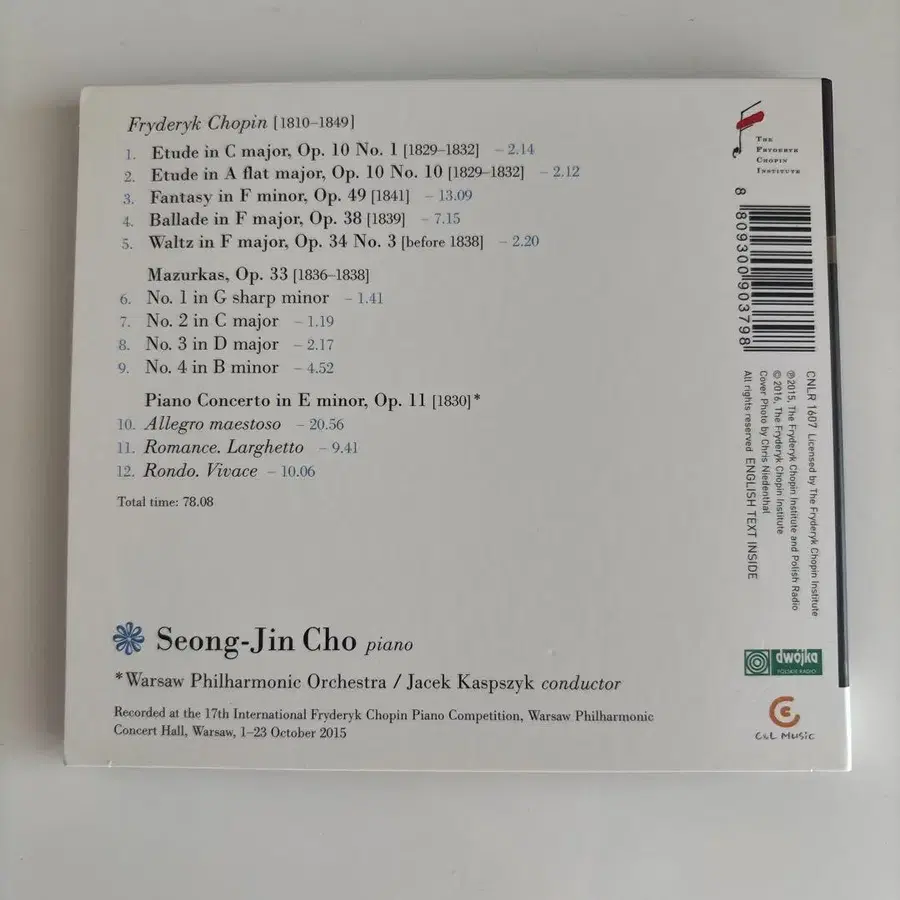 Fryderyk Chopin [1810–1849]
1. Etude in C major, Op. 10 No. 1 [1829–1832] – 2.14
2. Etude in A flat major, Op. 10 No. 10 [1829–1832] – 2.12
3. Fantasy in F minor, Op. 49 [1841] – 13.09
4. Ballade in F major, Op. 38 [1839] – 7.15
5. Waltz in F major, Op. 34 No. 3 [before 1838] – 2.20
Mazurkas, Op. 33 [1836–1838]
6. No. 1 in G sharp minor – 1.41
7. No. 2 in C major – 1.19
8. No. 3 in D major – 2.17
9. No. 4 in B minor – 4.52
Piano Concerto in E minor, Op. 11 [1830]*
10. Allegro maestoso – 20.56
11. Romance. Larghetto – 9.41
12. Rondo. Vivace – 10.06
Total time: 78.08
Seong-Jin Cho piano
*Warsaw Philharmonic Orchestra / Jacek Kaspszyk conductor
Recorded at the 17th International Fryderyk Chopin Piano Competition, Warsaw Philharmonic
Concert Hall, Warsaw, 1–23 October 2015
The
Fryderyk
Chopin
Institute
8 809300 903798
CNLR 1607 Licensed by The Fryderyk Chopin Institute
℗2015, The Fryderyk Chopin Institute and Polish Radio
© 2016, The Fryderyk Chopin Institute
Cover Photo by Chris Niedenthal
All rights reserved ENGLISH TEXT INSIDE
dwójka
POLSKIE RADIO
C&L MUSIC